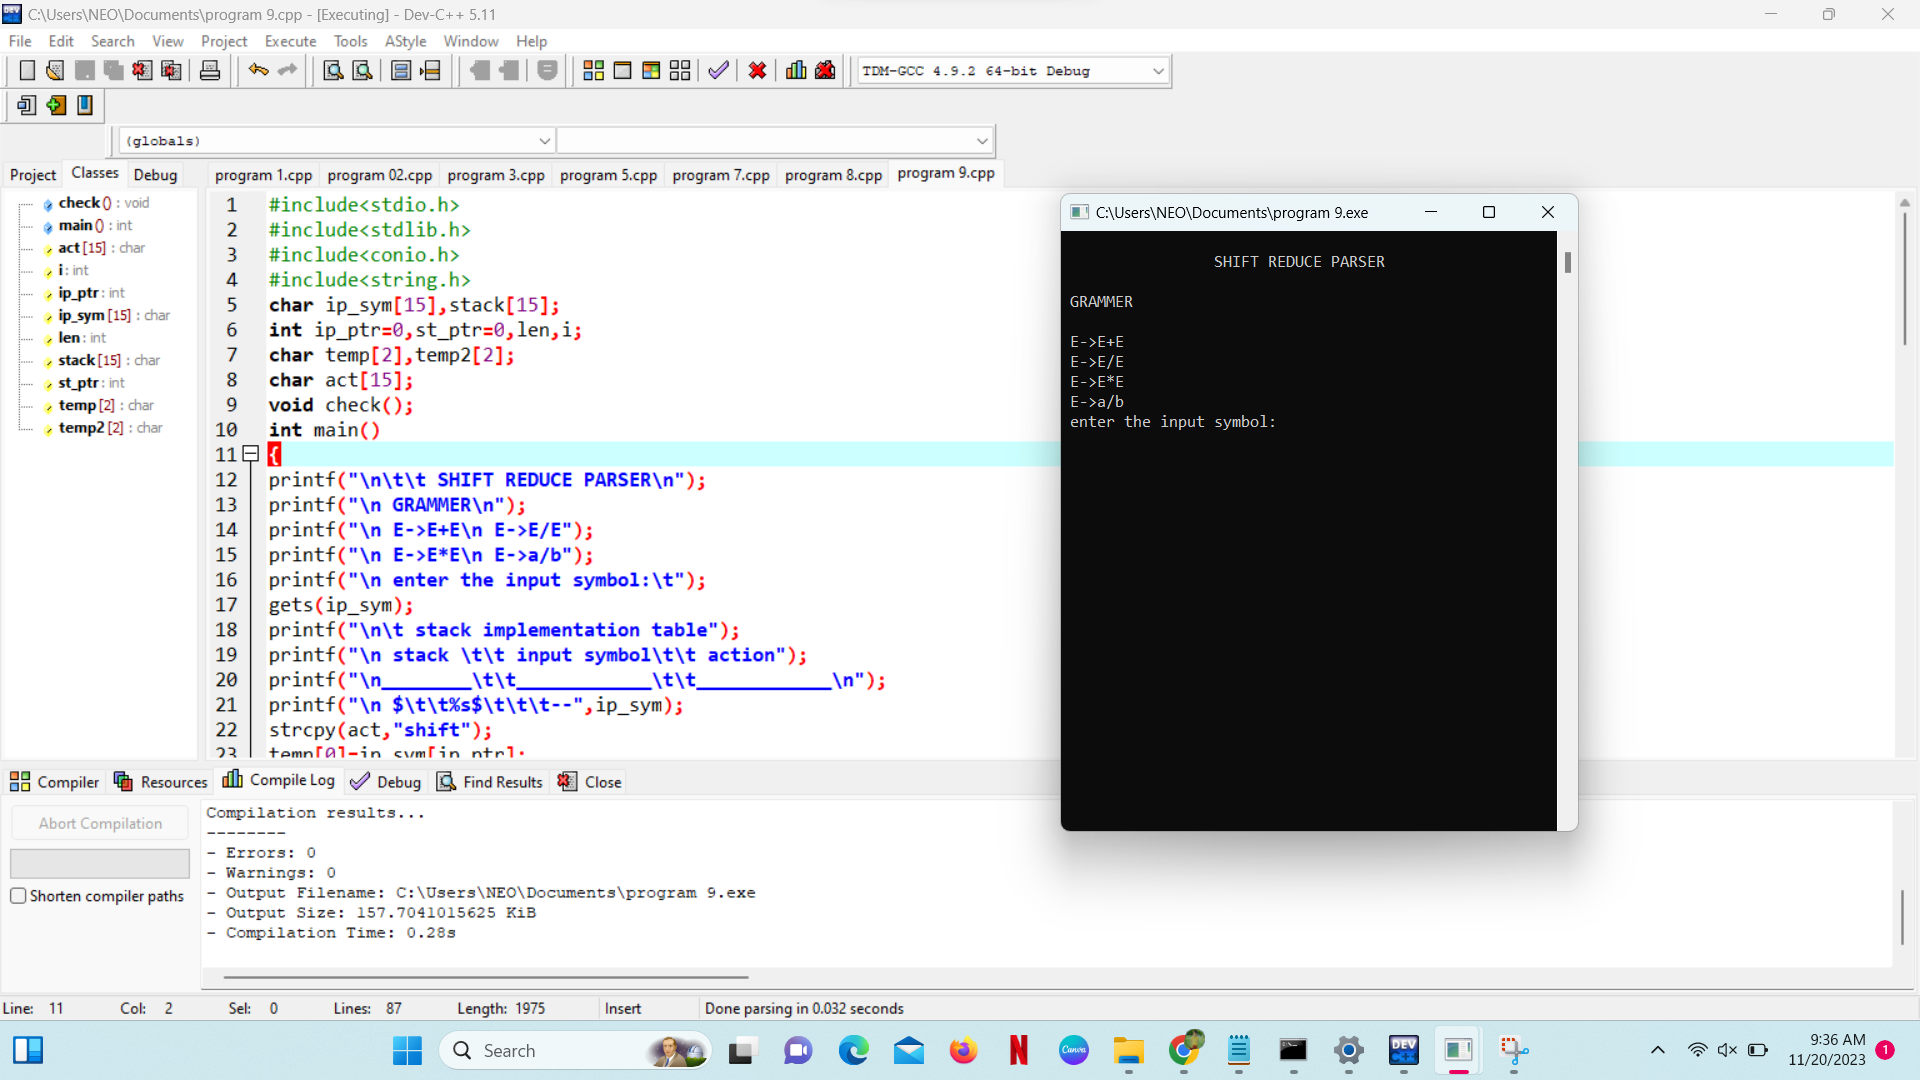 C:\Users\NEO\Documents\program 9.cpp - [Executing] - Dev-C++ 5.11
File Edit Search View Project Execute Tools AStyle Window Help
TDM-GCC 4.9.2 64-bit Debug
(globals)
Project Classes Debug
program 1.cpp program 02.cpp program 3.cpp program 5.cpp program 7.cpp program 8.cpp program 9.cpp
check () : void
main () : int
act [15] : char
i : int
ip_ptr : int
ip_sym [15] : char
len : int
stack [15] : char
st_ptr : int
temp [2] : char
temp2 [2] : char
1 #include<stdio.h>
2 #include<stdlib.h>
3 #include<conio.h>
4 #include<string.h>
5 char ip_sym[15],stack[15];
6 int ip_ptr=0,st_ptr=0,len,i;
7 char temp[2],temp2[2];
8 char act[15];
9 void check();
10 int main()
11 {
12 printf("\n\t\t SHIFT REDUCE PARSER\n");
13 printf("\n GRAMMER\n");
14 printf("\n E->E+E\n E->E/E");
15 printf("\n E->E*E\n E->a/b");
16 printf("\n enter the input symbol:\t");
17 gets(ip_sym);
18 printf("\n\t stack implementation table");
19 printf("\n stack \t\t input symbol\t\t action");
20 printf("\n________\t\t____________\t\t____________\n");
21 printf("\n $\t\t%s$\t\t\t--",ip_sym);
22 strcpy(act,"shift");
23 temp[0]=ip_sym[ip_ptr];
C:\Users\NEO\Documents\program 9.exe
SHIFT REDUCE PARSER
GRAMMER
E->E+E
E->E/E
E->E*E
E->a/b
enter the input symbol:
Compiler Resources Compile Log Debug Find Results Close
Abort Compilation
Shorten compiler paths
Compilation results...
--------
- Errors: 0
- Warnings: 0
- Output Filename: C:\Users\NEO\Documents\program 9.exe
- Output Size: 157.7041015625 KiB
- Compilation Time: 0.28s
Line: 11 Col: 2 Sel: 0 Lines: 87 Length: 1975 Insert Done parsing in 0.032 seconds
Search
N
Canva
DEV
C++
9:36 AM
11/20/2023
1